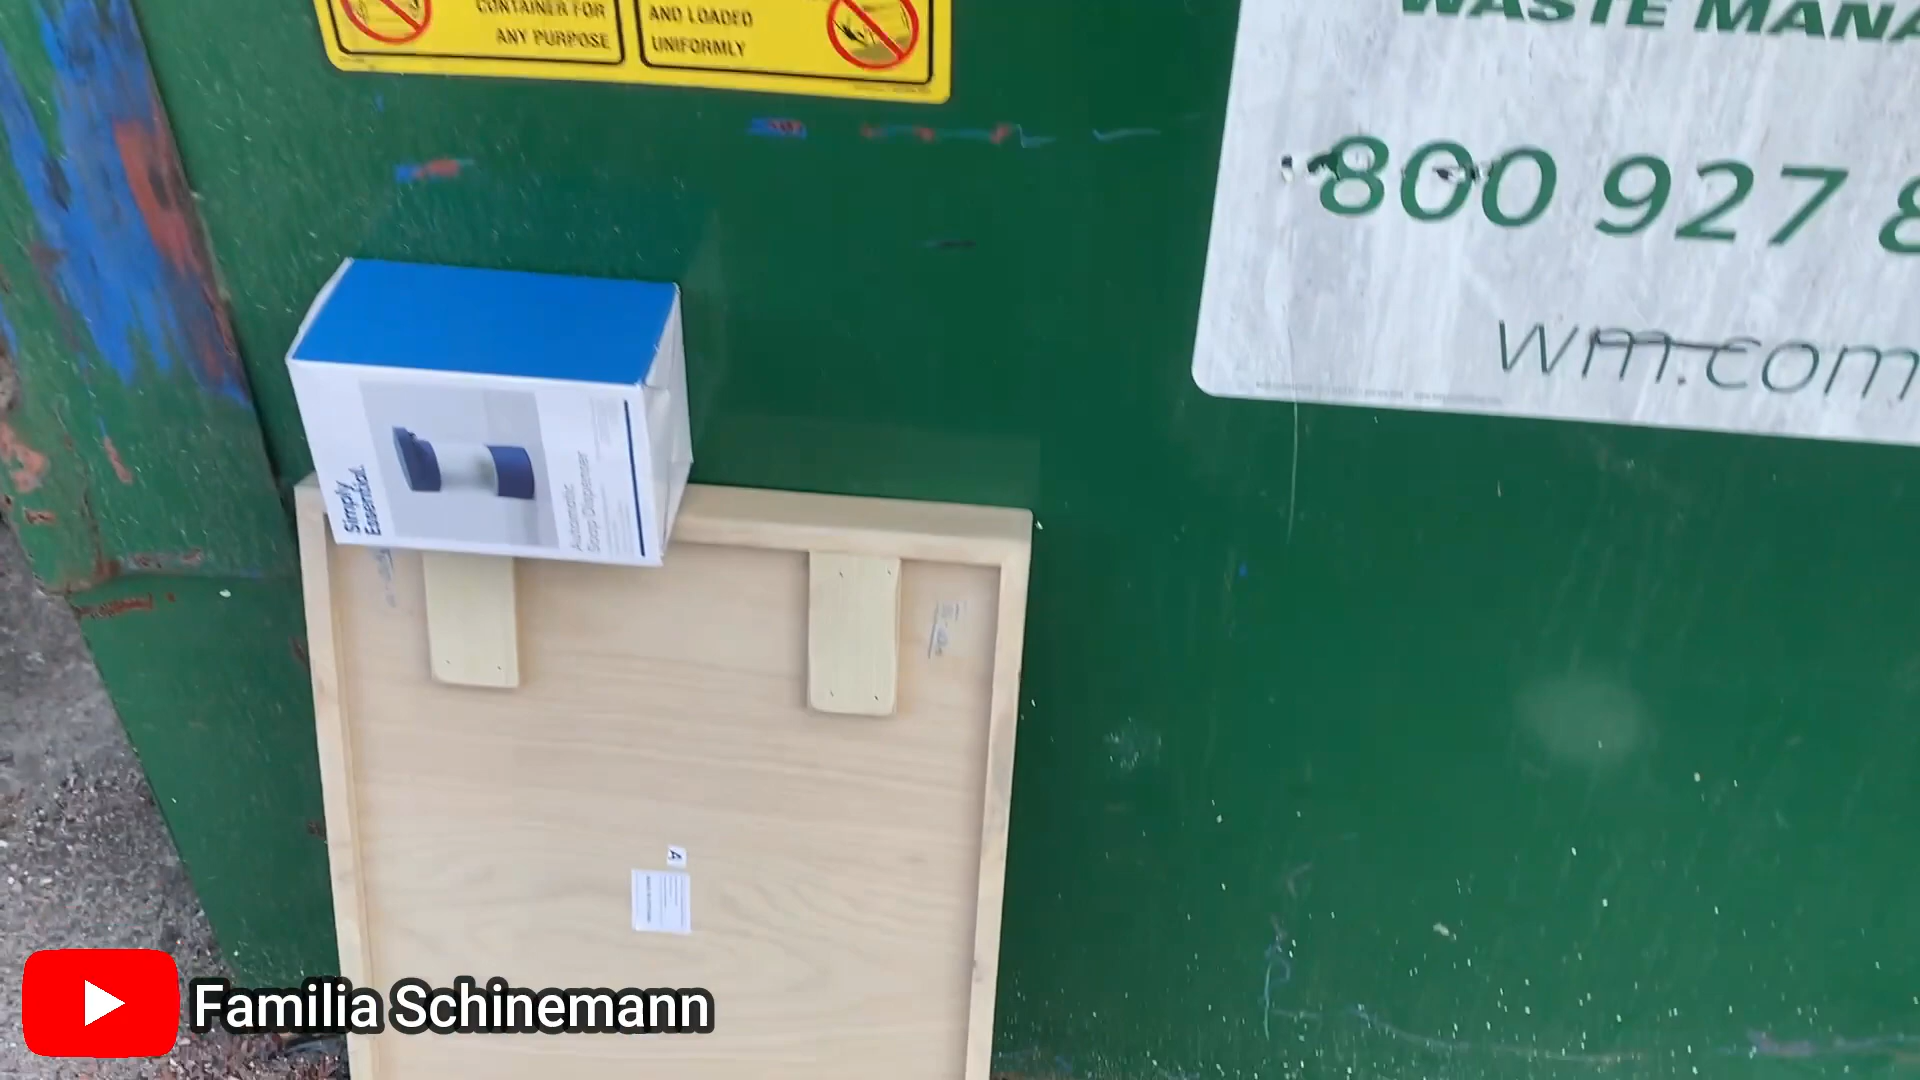 CONTAINER FOR
ANY PURPOSE
AND LOADED
UNIFORMLY
WASTE MANA
800 927 8
wm.com
Simply
Essential.
Automatic
Soap Dispenser
A
Familia Schinemann